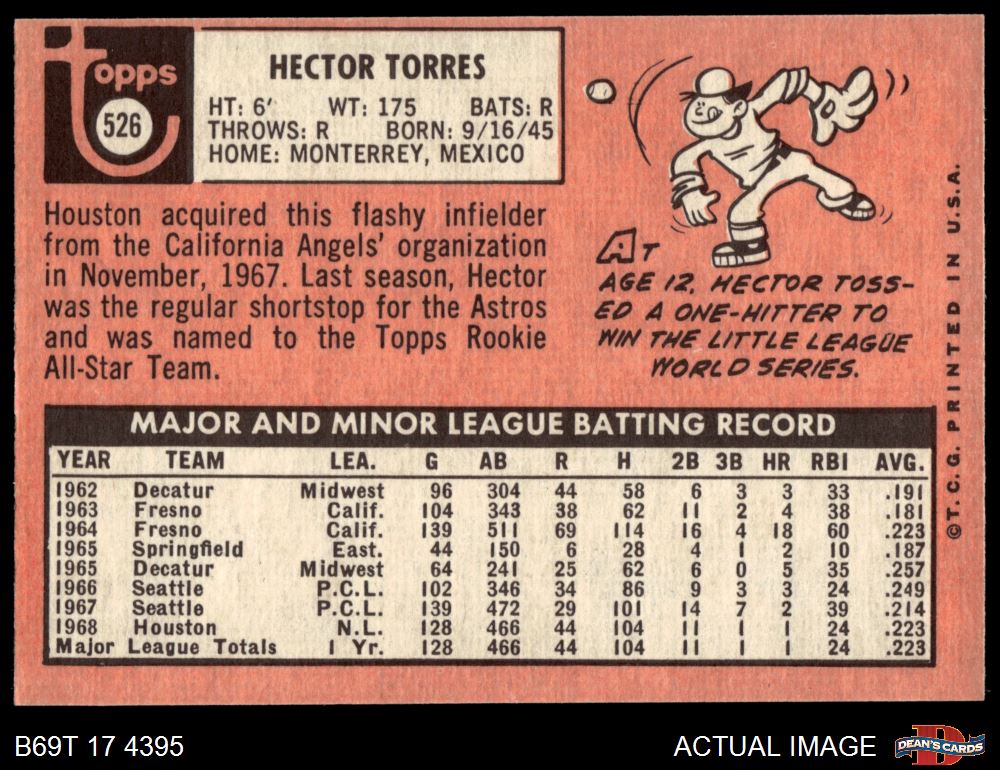 Topps
526
HECTOR TORRES
HT: 6' WT: 175 BATS: R
THROWS: R BORN: 9/16/45
HOME: MONTERREY, MEXICO
Houston acquired this flashy infielder
from the California Angels' organization
in November, 1967. Last season, Hector
was the regular shortstop for the Astros
and was named to the Topps Rookie
All-Star Team.
AT
AGE 12, HECTOR TOSS-
ED A ONE-HITTER TO
WIN THE LITTLE LEAGUE
WORLD SERIES.
©T.C.G. PRINTED IN U.S.A.
MAJOR AND MINOR LEAGUE BATTING RECORD
YEAR TEAM LEA. G AB R H 2B 3B HR RBI AVG.
1962 Decatur Midwest 96 304 44 58 6 3 3 33 .191
1963 Fresno Calif. 104 343 38 62 11 2 4 38 .181
1964 Fresno Calif. 139 511 69 114 16 4 18 60 .223
1965 Springfield East. 44 150 6 28 4 1 2 10 .187
1965 Decatur Midwest 64 241 25 62 6 0 5 35 .257
1966 Seattle P.C.L. 102 346 34 86 9 3 3 24 .249
1967 Seattle P.C.L. 139 472 29 101 14 7 2 39 .214
1968 Houston N.L. 128 466 44 104 11 1 1 24 .223
Major League Totals 1 Yr. 128 466 44 104 11 1 1 24 .223
B69T 17 4395
ACTUAL IMAGE
DEAN'S CARDS